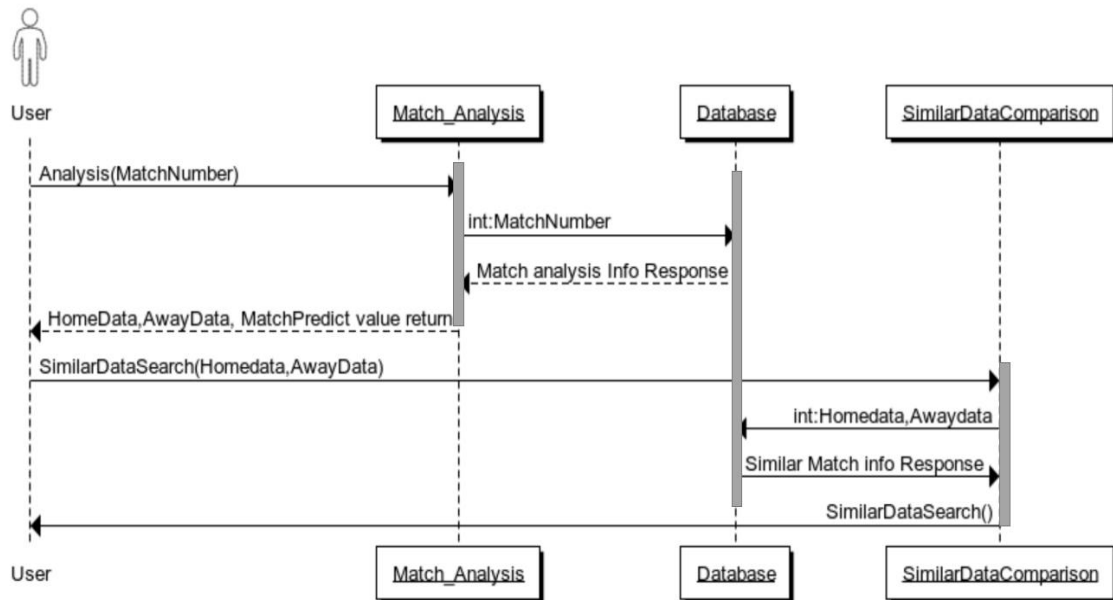 User
Match_Analysis
Database
SimilarDataComparison
Analysis(MatchNumber)
int:MatchNumber
Match analysis Info Response
HomeData,AwayData, MatchPredict value return
SimilarDataSearch(Homedata,AwayData)
int:Homedata,Awaydata
Similar Match info Response
SimilarDataSearch()
User
Match_Analysis
Database
SimilarDataComparison